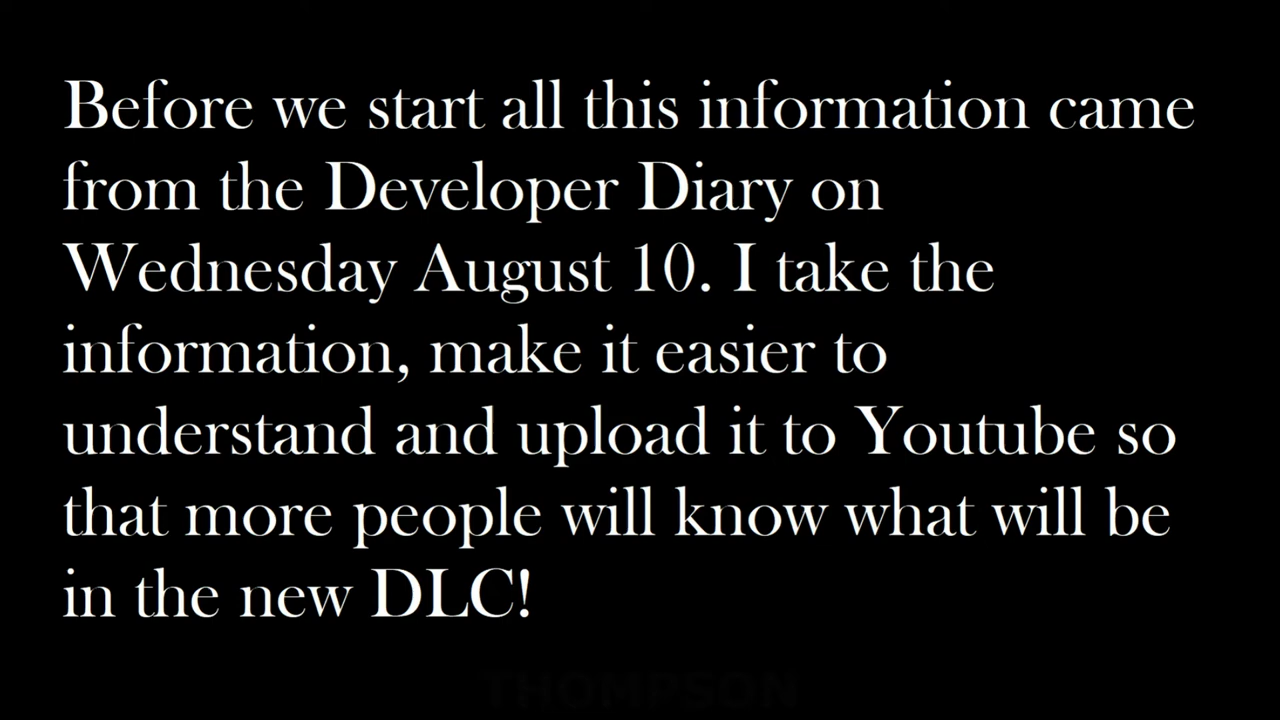 Before we start all this information came
from the Developer Diary on
Wednesday August 10. I take the
information, make it easier to
understand and upload it to Youtube so
that more people will know what will be
in the new DLC!
THOMPSON